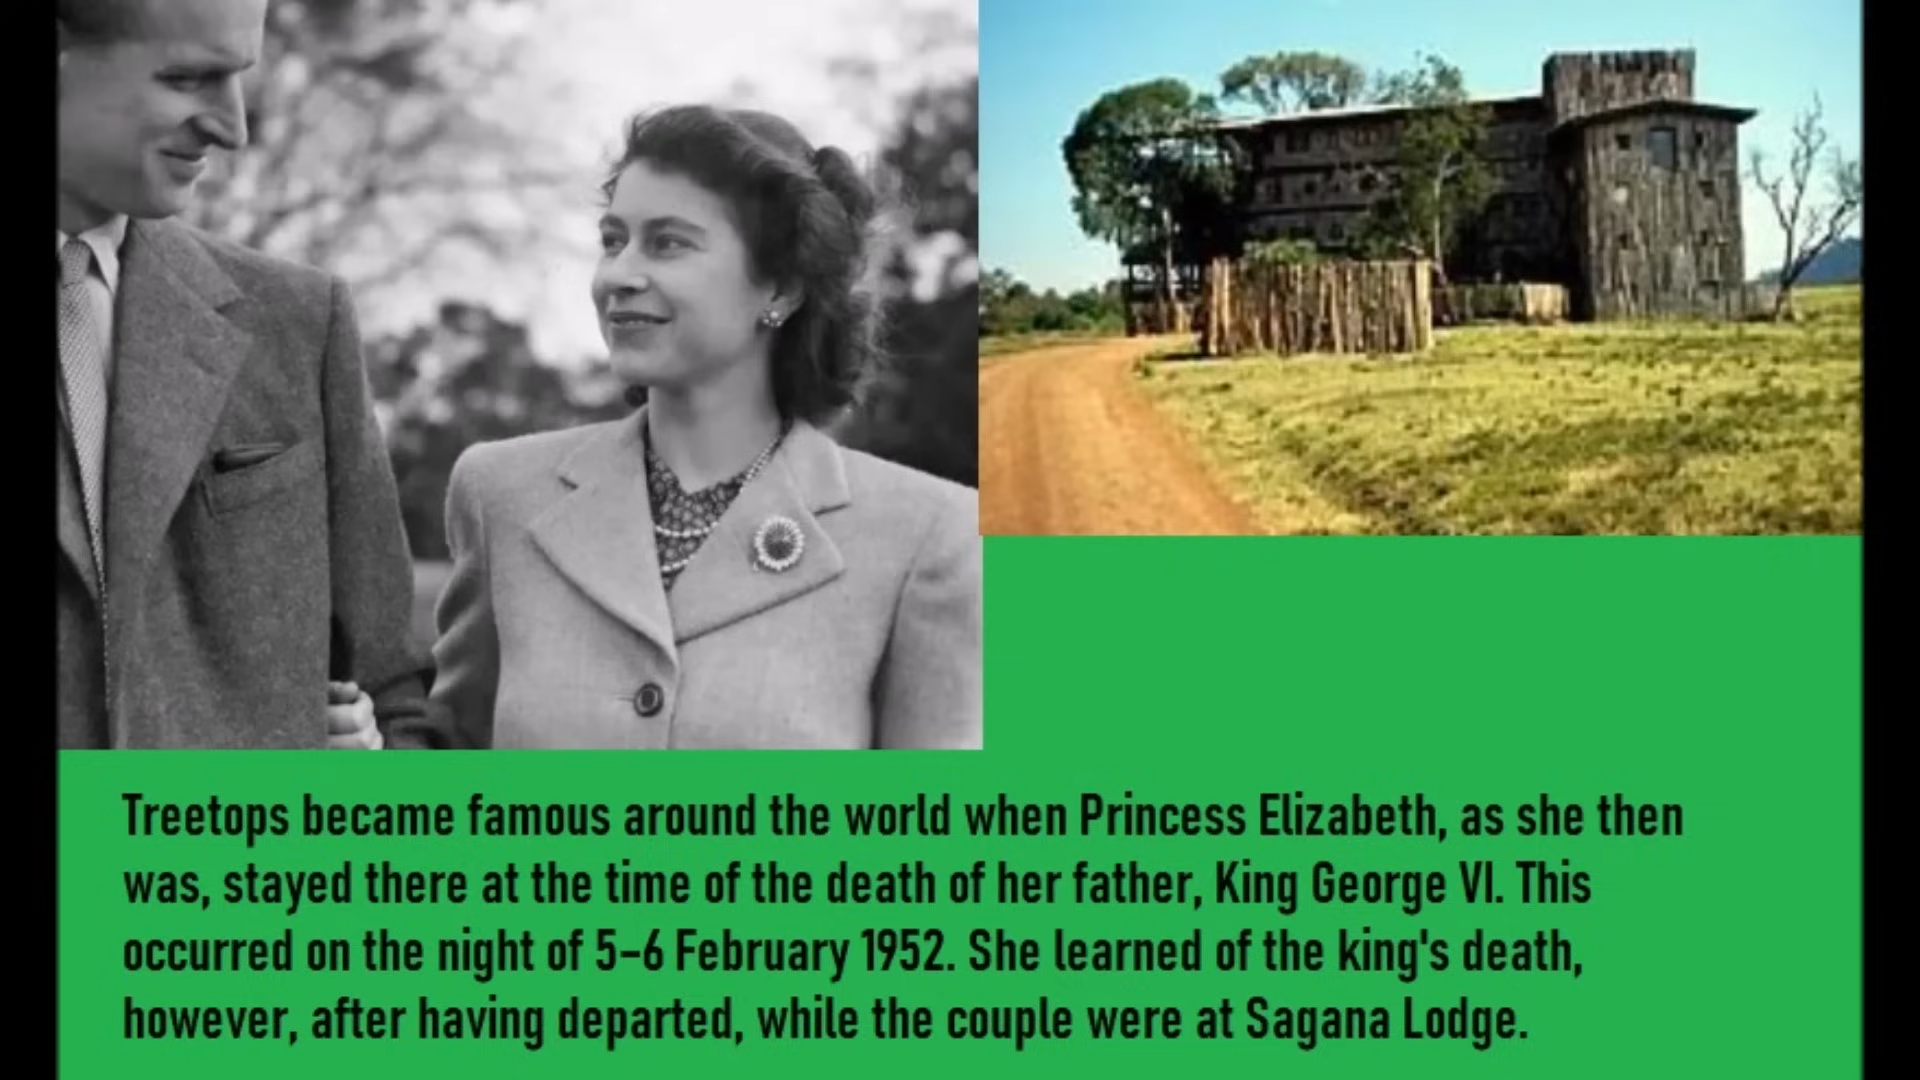 Treetops became famous around the world when Princess Elizabeth, as she then
was, stayed there at the time of the death of her father, King George VI. This
occurred on the night of 5–6 February 1952. She learned of the king's death,
however, after having departed, while the couple were at Sagana Lodge.